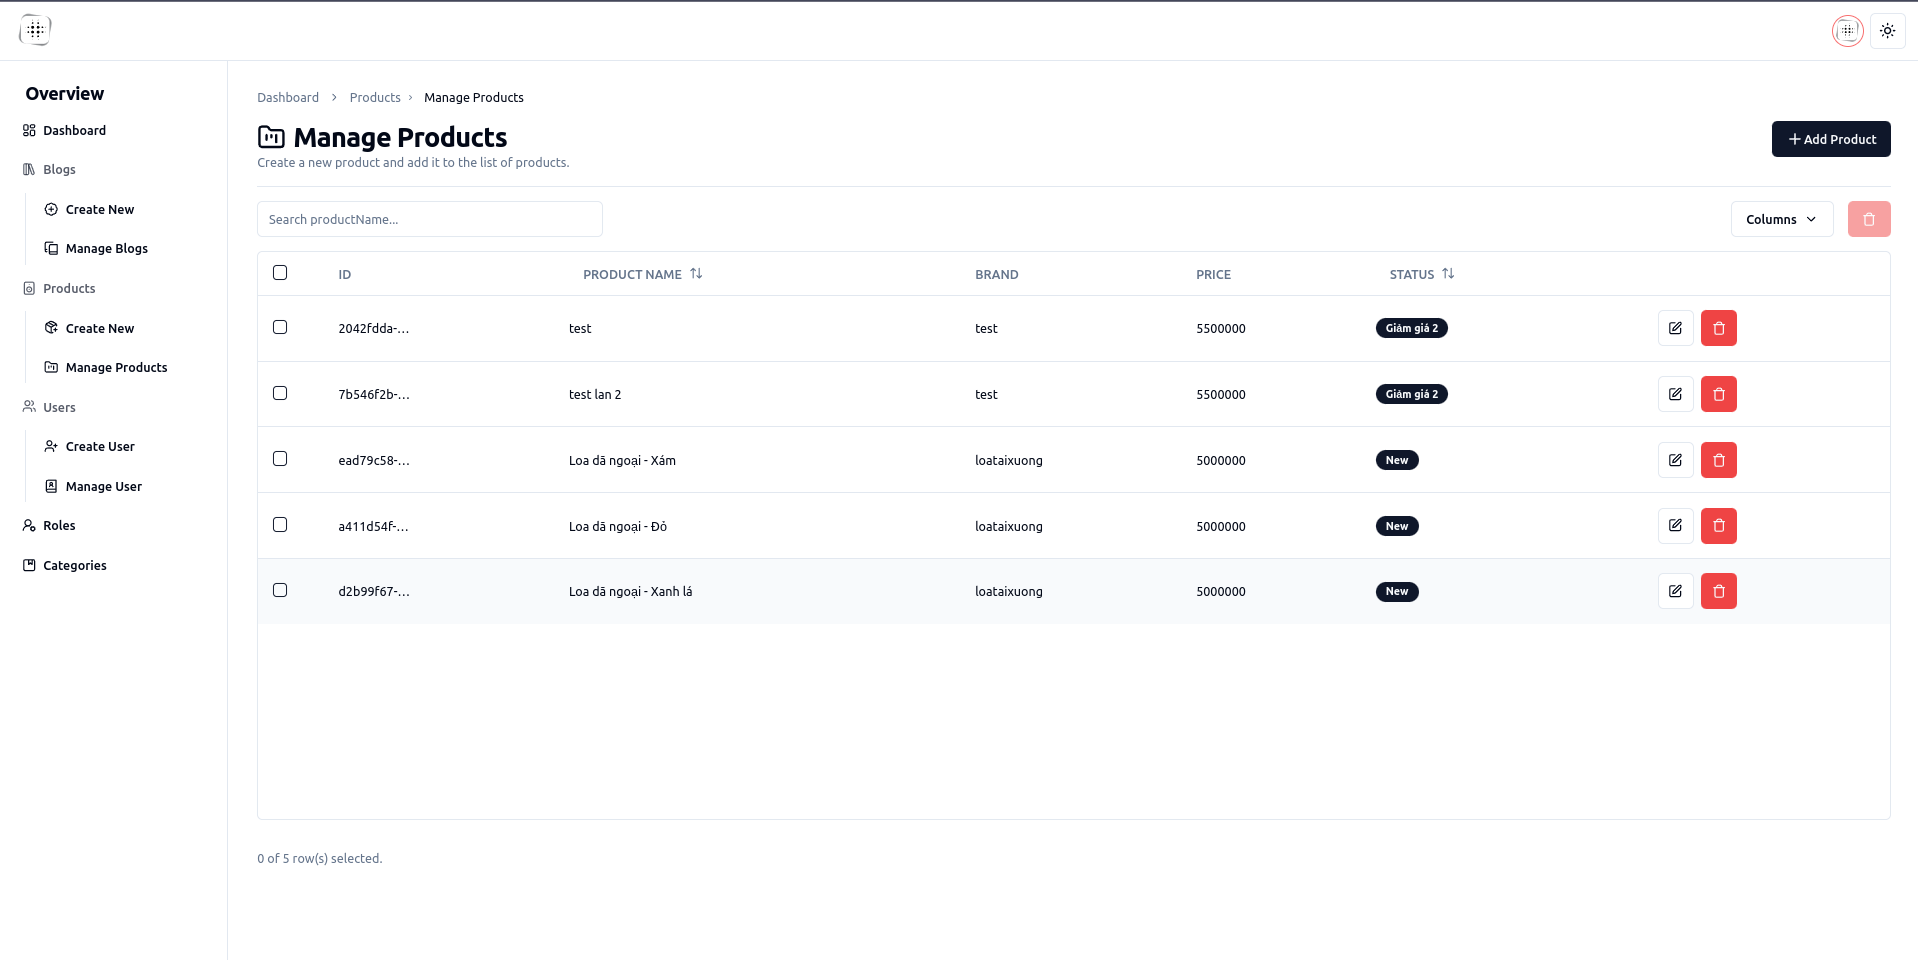 Overview
Dashboard
Blogs
Create New
Manage Blogs
Products
Create New
Manage Products
Users
Create User
Manage User
Roles
Categories
Dashboard > Products > Manage Products
Manage Products
Create a new product and add it to the list of products.
Add Product
Search productName...
Columns
ID PRODUCT NAME BRAND PRICE STATUS
2042fdda-... test test 5500000 Giảm giá 2
7b546f2b-... test lan 2 test 5500000 Giảm giá 2
ead79c58-... Loa dã ngoại - Xám loataixuong 5000000 New
a411d54f-... Loa dã ngoại - Đỏ loataixuong 5000000 New
d2b99f67-... Loa dã ngoại - Xanh lá loataixuong 5000000 New
0 of 5 row(s) selected.